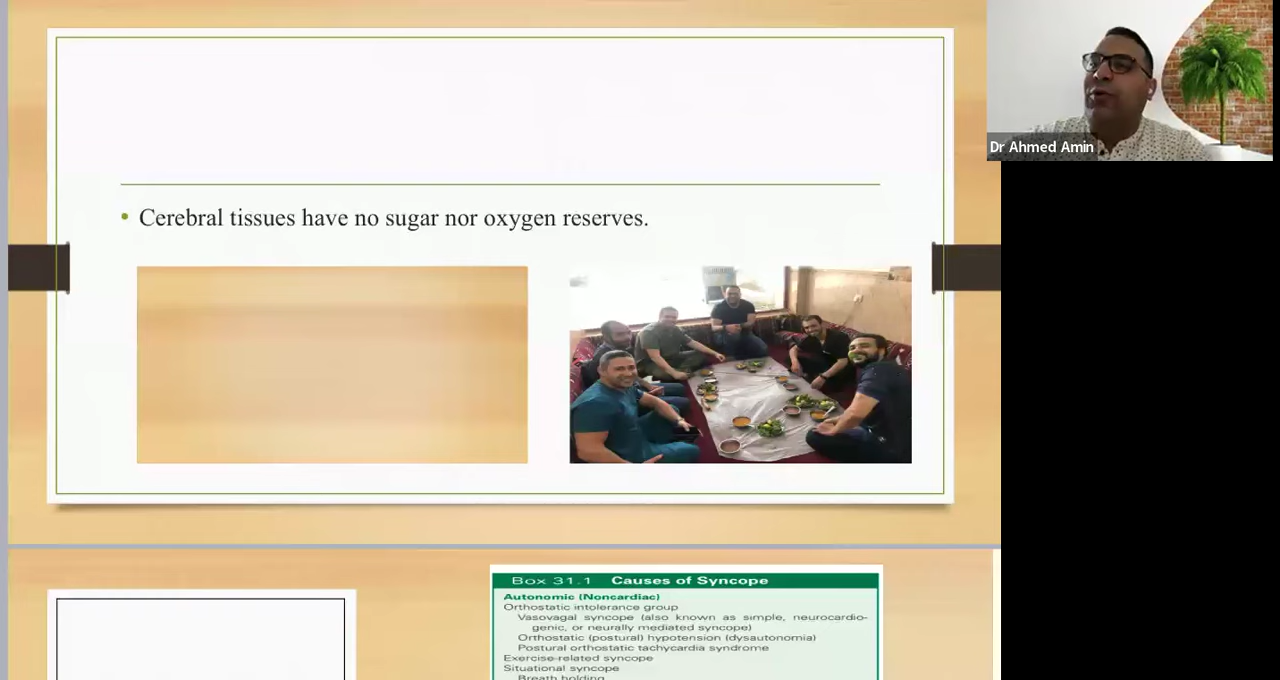 Dr Ahmed Amin
• Cerebral tissues have no sugar nor oxygen reserves.
Box 31.1 Causes of Syncope
Autonomic (Noncardiac)
Orthostatic intolerance group
Vasovagal syncope (also known as simple, neurocardio-
genic, or neurally mediated syncope)
Orthostatic (postural) hypotension (dysautonomia)
Postural orthostatic tachycardia syndrome
Exercise-related syncope
Situational syncope
Breath holding